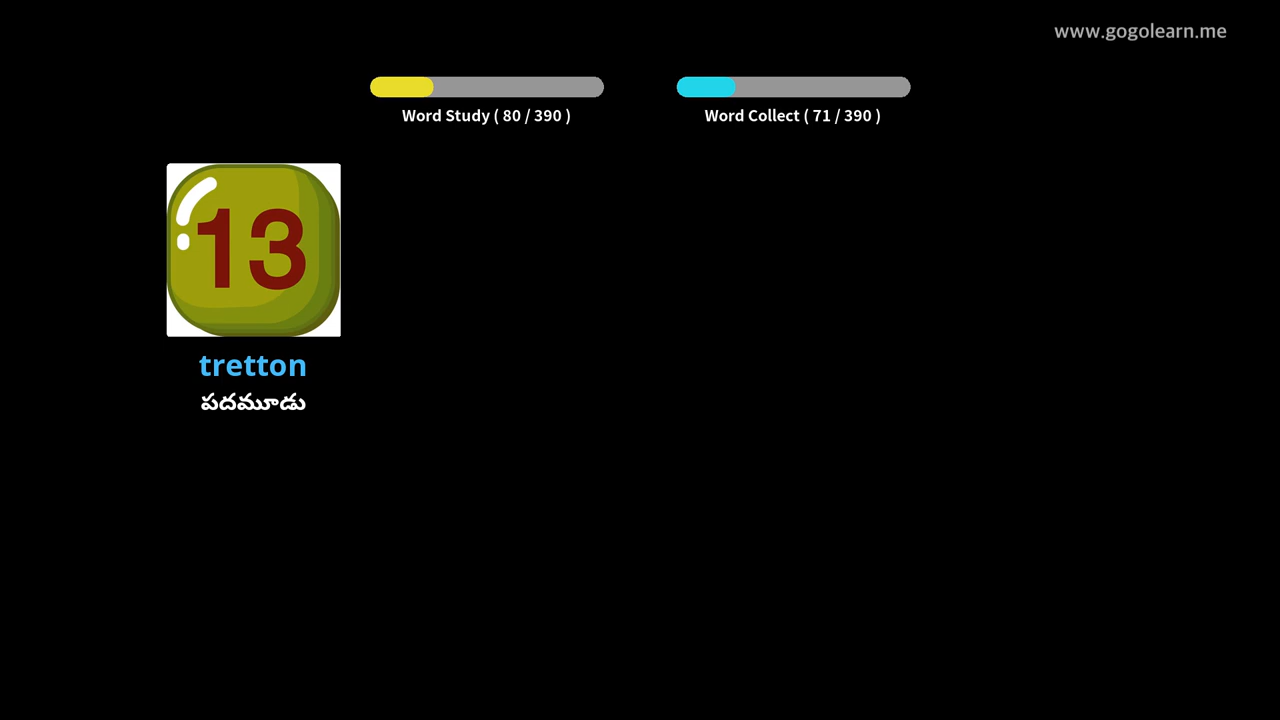 www.gogolearn.me
Word Study ( 80 / 390 )
Word Collect ( 71 / 390 )
13
tretton
పదమూడు